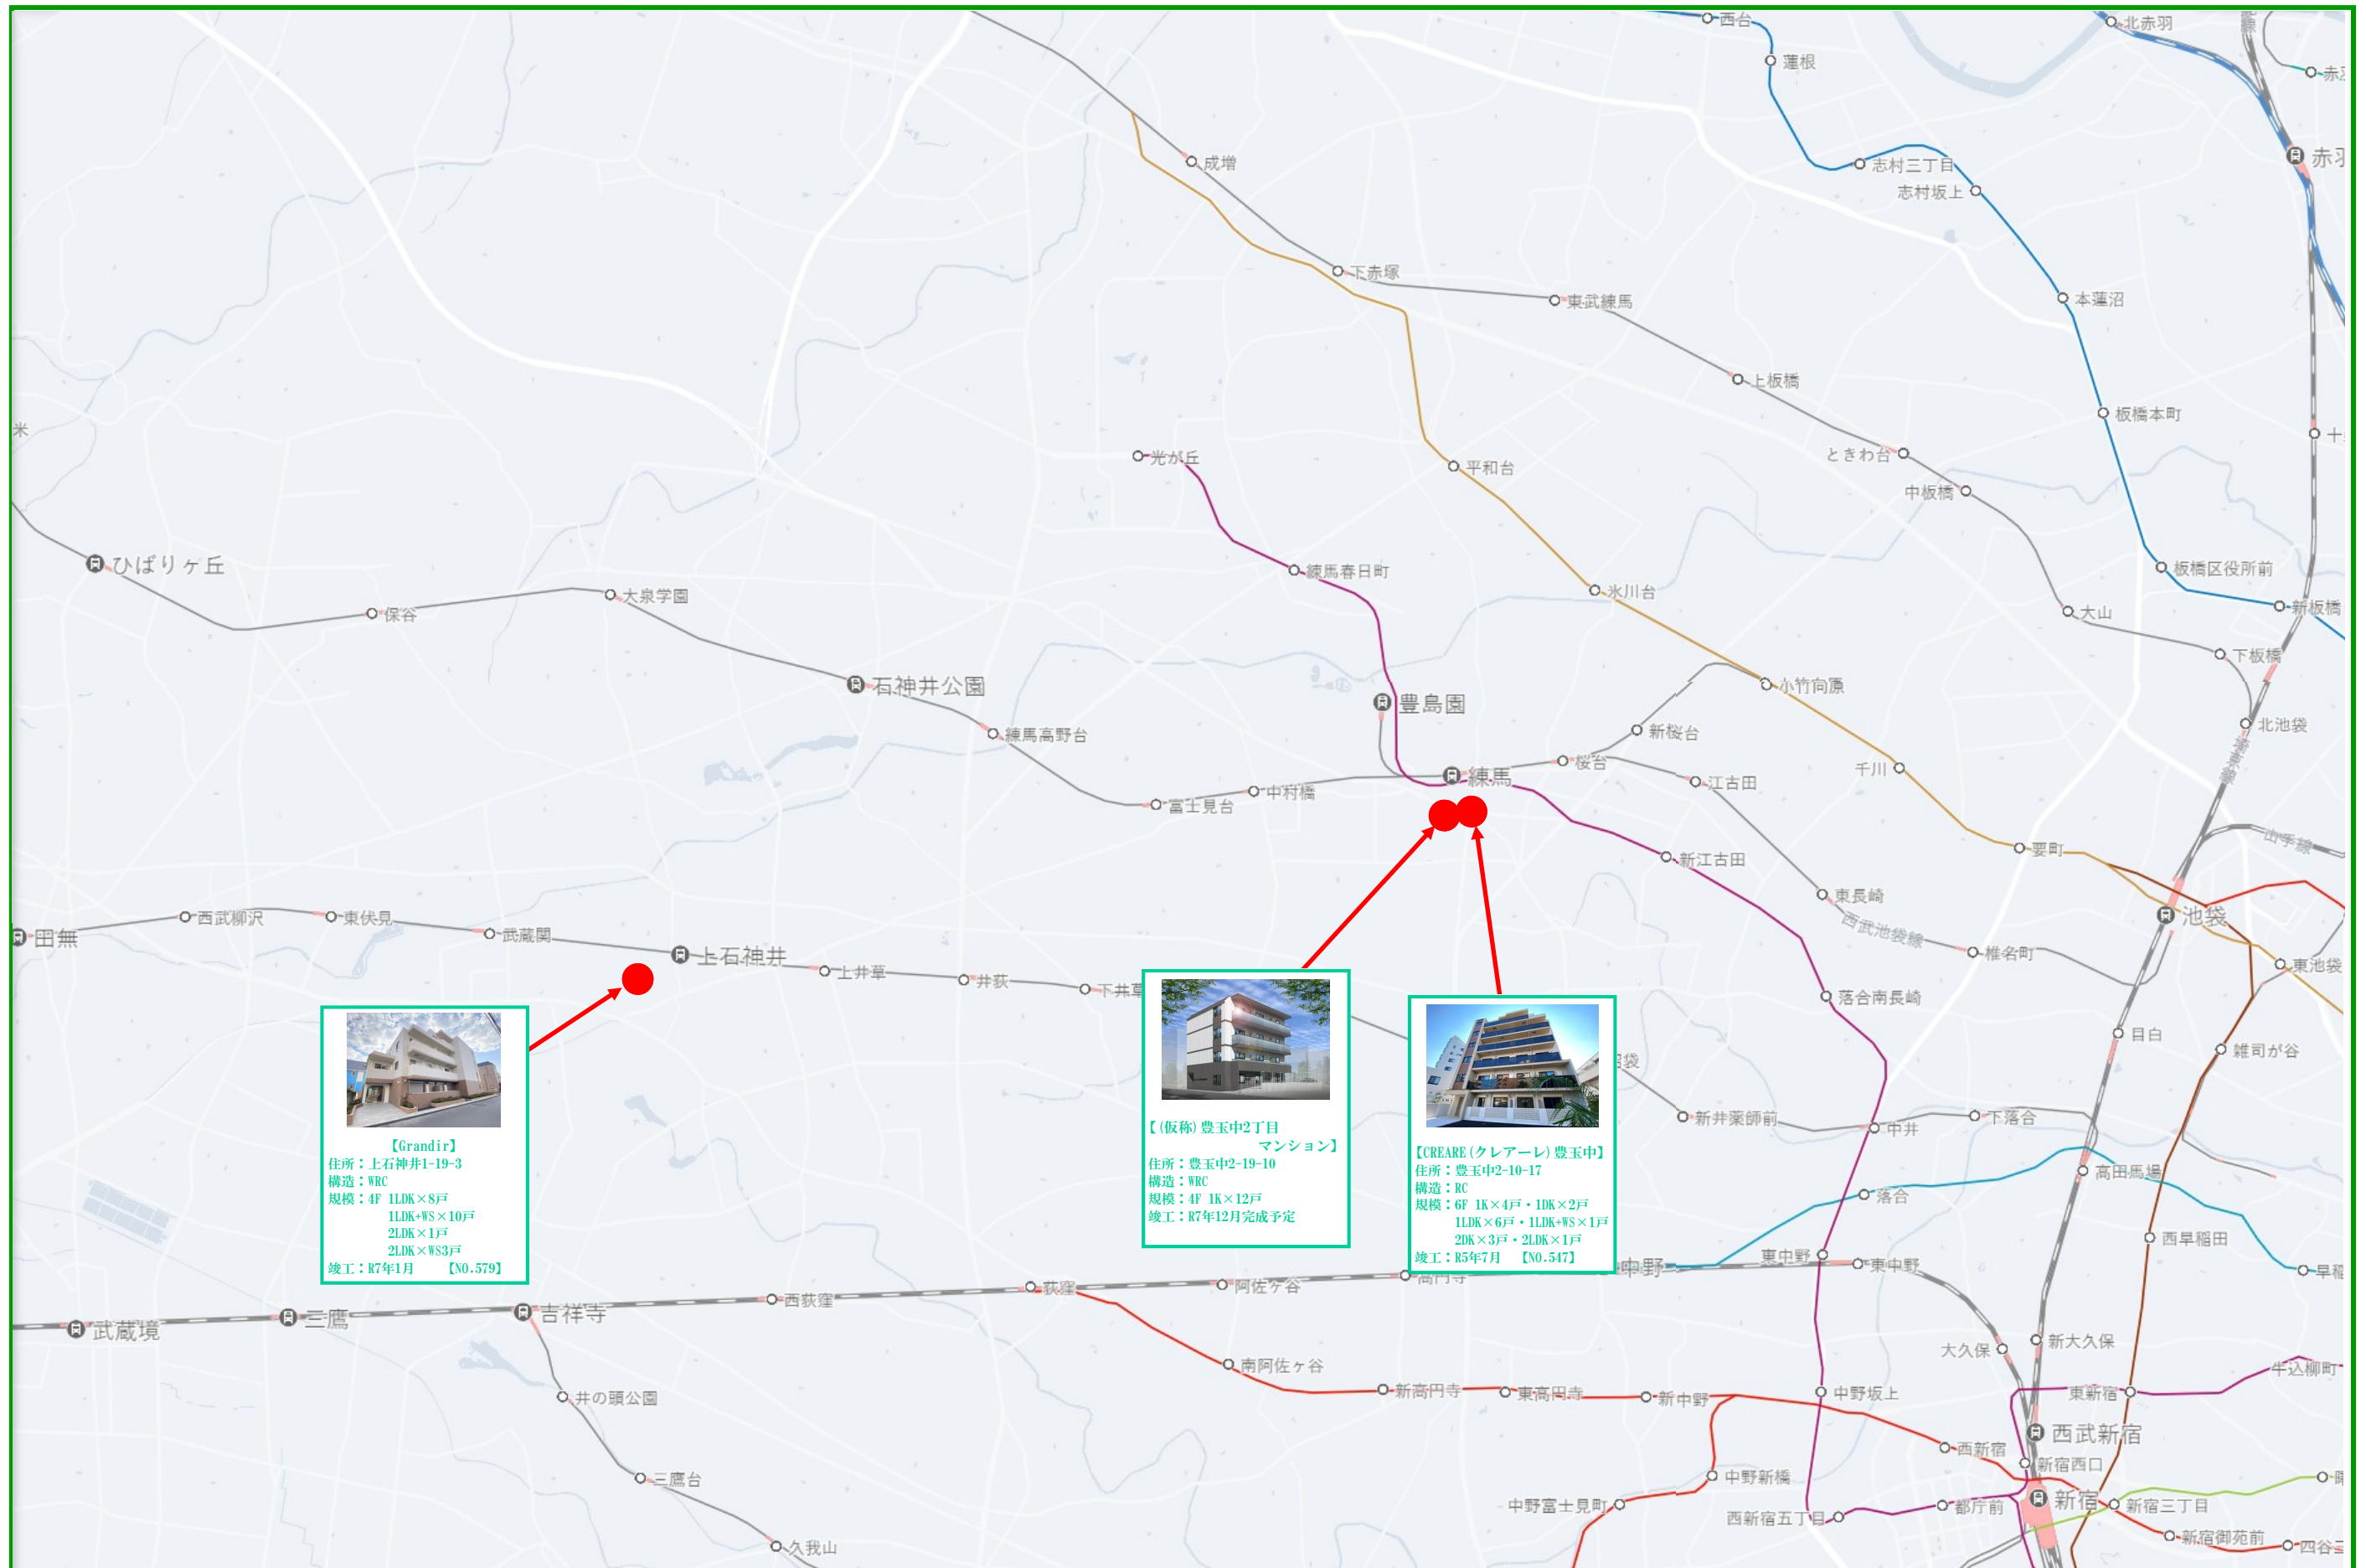 西台
北赤羽
蓮根
成増
志村三丁目
志村坂上
下赤塚
東武練馬
本蓮沼
上板橋
板橋本町
米
光が丘
平和台
ときわ台
中板橋
ひばりヶ丘
保谷
大泉学園
練馬春日町
氷川台
板橋区役所前
新板橋
大山
下板橋
石神井公園
豊島園
小竹向原
練馬高野台
新桜台
北池袋
埼京線
練馬
桜台
江古田
千川
富士見台
中村橋
新江古田
要町
山手線
東長崎
西武池袋線
池袋
田無
西武柳沢
東伏見
武蔵関
上石神井
上井草
井荻
下井草
椎名町
東池袋
落合南長崎
目白
雑司が谷
【Grandir】
住所：上石神井1-19-3
構造：WRC
規模：4F 1LDK×8戸
1LDK+WS×10戸
2LDK×1戸
2LDK×WS3戸
竣工：R7年1月 【NO.579】
【(仮称)豊玉中2丁目
マンション】
住所：豊玉中2-19-10
構造：WRC
規模：4F 1K×12戸
竣工：R7年12月完成予定
【CREARE(クレアーレ)豊玉中】
住所：豊玉中2-10-17
構造：RC
規模：6F 1K×4戸・1DK×2戸
1LDK×6戸・1LDK+WS×1戸
2DK×3戸・2LDK×1戸
竣工：R5年7月 【NO.547】
新井薬師前
中井
下落合
高田馬場
落合
西早稲田
東中野
東中野
中野
高円寺
阿佐ヶ谷
荻窪
西荻窪
吉祥寺
三鷹
武蔵境
南阿佐ヶ谷
新高円寺
東高円寺
新中野
中野坂上
大久保
新大久保
東新宿
牛込柳町
井の頭公園
西武新宿
西新宿
新宿西口
三鷹台
中野新橋
中野富士見町
西新宿五丁目
都庁前
新宿
新宿三丁目
新宿御苑前
久我山